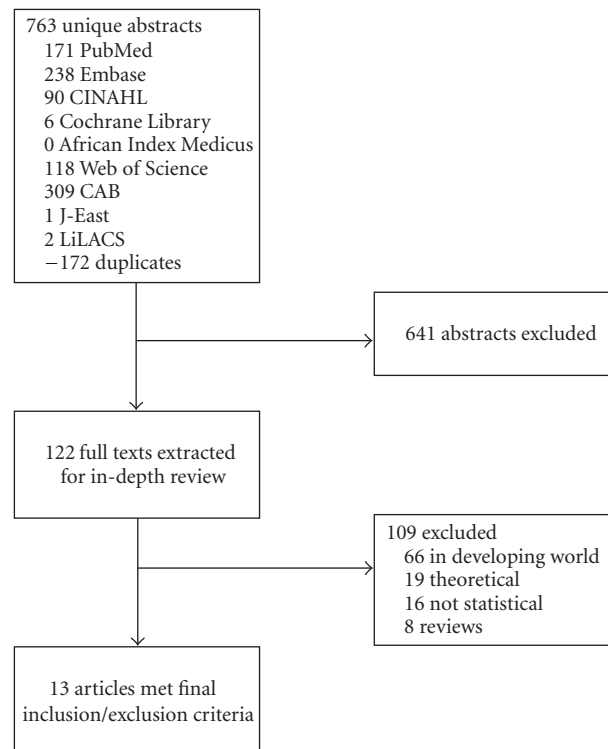 763 unique abstracts
171 PubMed
238 Embase
90 CINAHL
6 Cochrane Library
0 African Index Medicus
118 Web of Science
309 CAB
1 J-East
2 LiLACS
−172 duplicates
641 abstracts excluded
122 full texts extracted
for in-depth review
109 excluded
66 in developing world
19 theoretical
16 not statistical
8 reviews
13 articles met final
inclusion/exclusion criteria